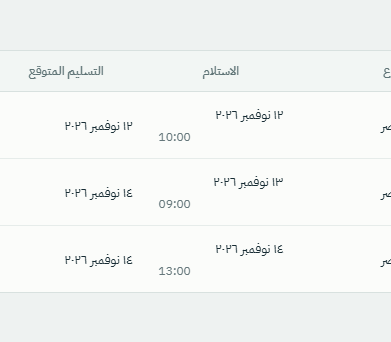 الاستلام
التسليم المتوقع
١٢ نوفمبر ٢٠٢٦
10:00
١٢ نوفمبر ٢٠٢٦
١٣ نوفمبر ٢٠٢٦
09:00
١٤ نوفمبر ٢٠٢٦
١٤ نوفمبر ٢٠٢٦
13:00
١٤ نوفمبر ٢٠٢٦